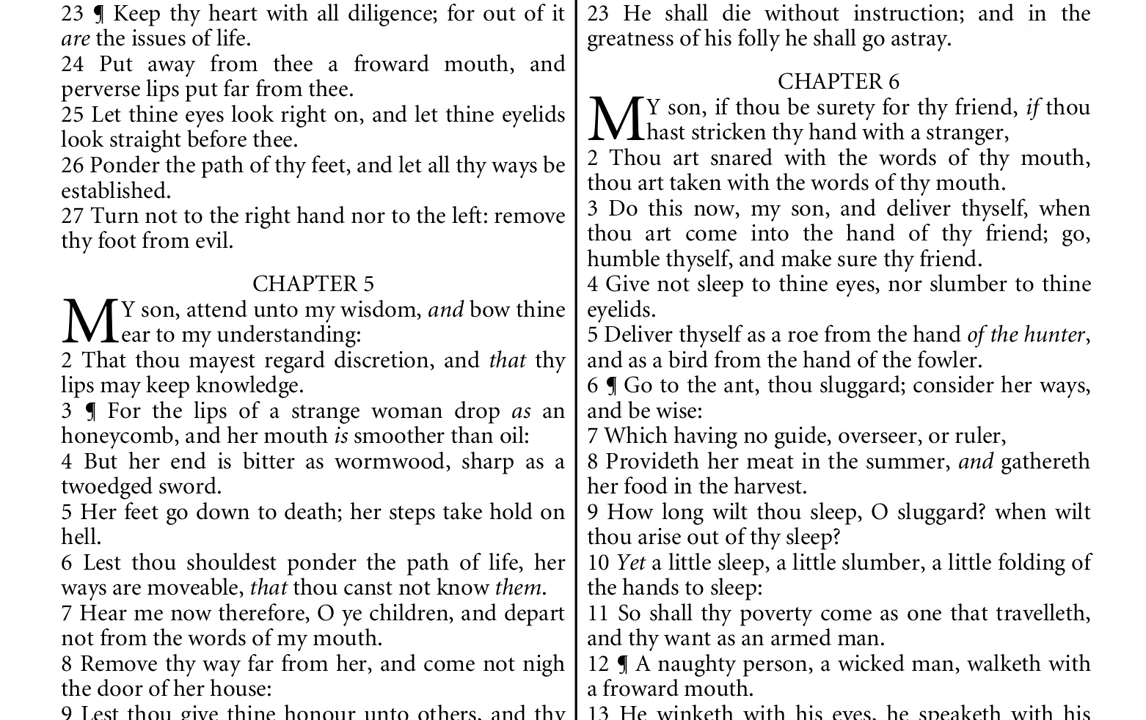 23 ¶ Keep thy heart with all diligence; for out of it
are the issues of life.
24 Put away from thee a froward mouth, and
perverse lips put far from thee.
25 Let thine eyes look right on, and let thine eyelids
look straight before thee.
26 Ponder the path of thy feet, and let all thy ways be
established.
27 Turn not to the right hand nor to the left: remove
thy foot from evil.
CHAPTER 5
MY son, attend unto my wisdom, and bow thine
ear to my understanding:
2 That thou mayest regard discretion, and that thy
lips may keep knowledge.
3 ¶ For the lips of a strange woman drop as an
honeycomb, and her mouth is smoother than oil:
4 But her end is bitter as wormwood, sharp as a
twoedged sword.
5 Her feet go down to death; her steps take hold on
hell.
6 Lest thou shouldest ponder the path of life, her
ways are moveable, that thou canst not know them.
7 Hear me now therefore, O ye children, and depart
not from the words of my mouth.
8 Remove thy way far from her, and come not nigh
the door of her house:
9 Lest thou give thine honour unto others, and thy
23 He shall die without instruction; and in the
greatness of his folly he shall go astray.
CHAPTER 6
MY son, if thou be surety for thy friend, if thou
hast stricken thy hand with a stranger,
2 Thou art snared with the words of thy mouth,
thou art taken with the words of thy mouth.
3 Do this now, my son, and deliver thyself, when
thou art come into the hand of thy friend; go,
humble thyself, and make sure thy friend.
4 Give not sleep to thine eyes, nor slumber to thine
eyelids.
5 Deliver thyself as a roe from the hand of the hunter,
and as a bird from the hand of the fowler.
6 ¶ Go to the ant, thou sluggard; consider her ways,
and be wise:
7 Which having no guide, overseer, or ruler,
8 Provideth her meat in the summer, and gathereth
her food in the harvest.
9 How long wilt thou sleep, O sluggard? when wilt
thou arise out of thy sleep?
10 Yet a little sleep, a little slumber, a little folding of
the hands to sleep:
11 So shall thy poverty come as one that travelleth,
and thy want as an armed man.
12 ¶ A naughty person, a wicked man, walketh with
a froward mouth.
13 He winketh with his eyes, he speaketh with his